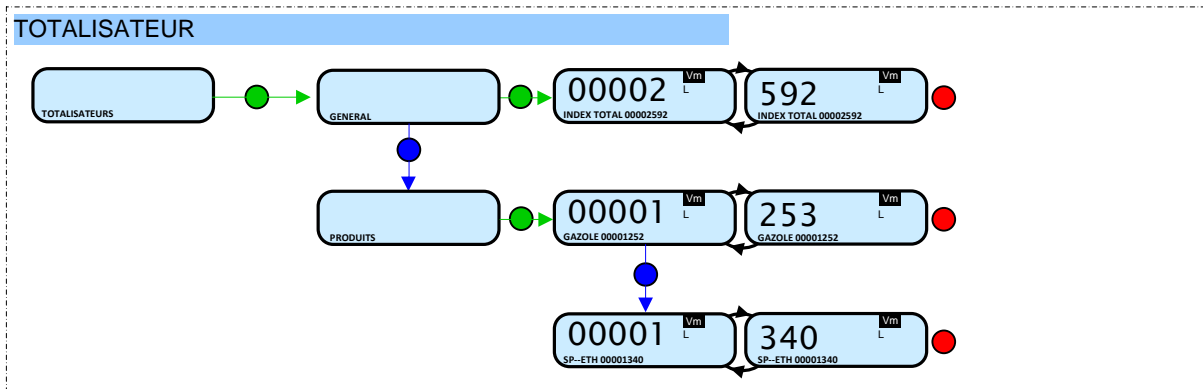 TOTALISATEUR
TOTALISATEURS
GENERAL
00002 Vm L
INDEX TOTAL 00002592
592 Vm L
INDEX TOTAL 00002592
PRODUITS
00001 Vm L
GAZOLE 00001252
253 Vm L
GAZOLE 00001252
00001 Vm L
SP--ETH 00001340
340 Vm L
SP--ETH 00001340